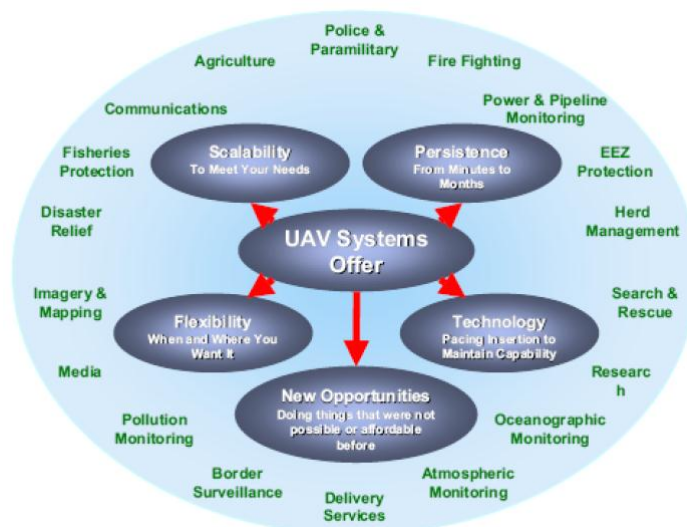 Police &
Paramilitary
Agriculture
Fire Fighting
Communications
Power & Pipeline
Monitoring
Scalability
To Meet Your Needs
Persistence
From Minutes to
Months
Fisheries
Protection
EEZ
Protection
Disaster
Relief
Herd
Management
UAV Systems
Offer
Imagery &
Mapping
Search &
Rescue
Flexibility
When and Where You
Want It
Technology
Pacing Insertion to
Maintain Capability
Media
Researc
h
New Opportunities
Doing things that were not
possible or affordable
before
Pollution
Monitoring
Oceanographic
Monitoring
Border
Surveillance
Atmospheric
Monitoring
Delivery
Services